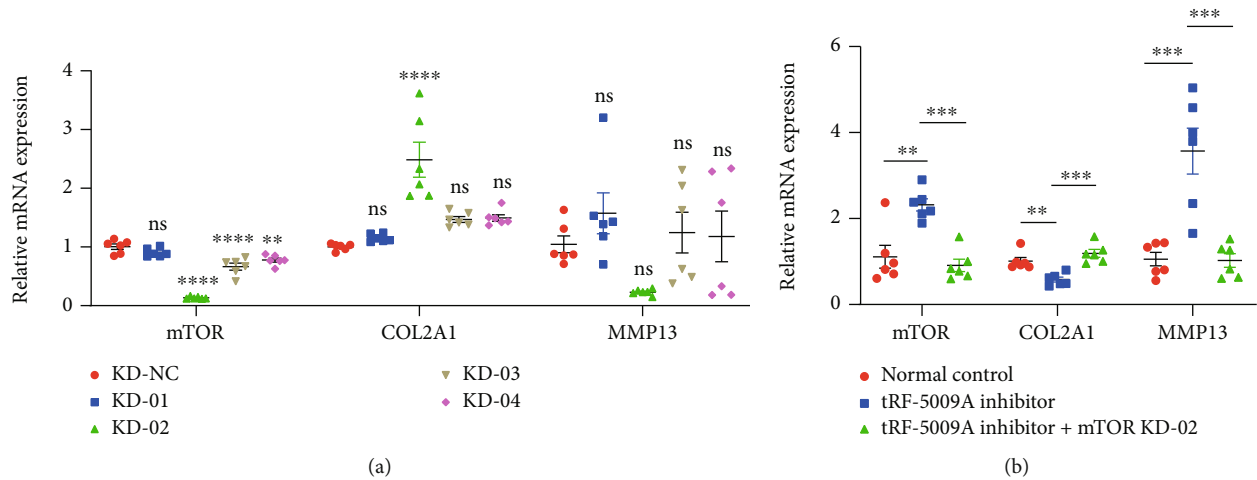 Relative mRNA expression
4
3
2
1
0
ns
****
****
**
****
ns
ns
ns
ns
ns
ns
ns
mTOR
COL2A1
MMP13
KD-NC
KD-01
KD-02
KD-03
KD-04
(a)
Relative mRNA expression
6
4
2
0
**
***
**
***
***
***
mTOR
COL2A1
MMP13
Normal control
tRF-5009A inhibitor
tRF-5009A inhibitor + mTOR KD-02
(b)